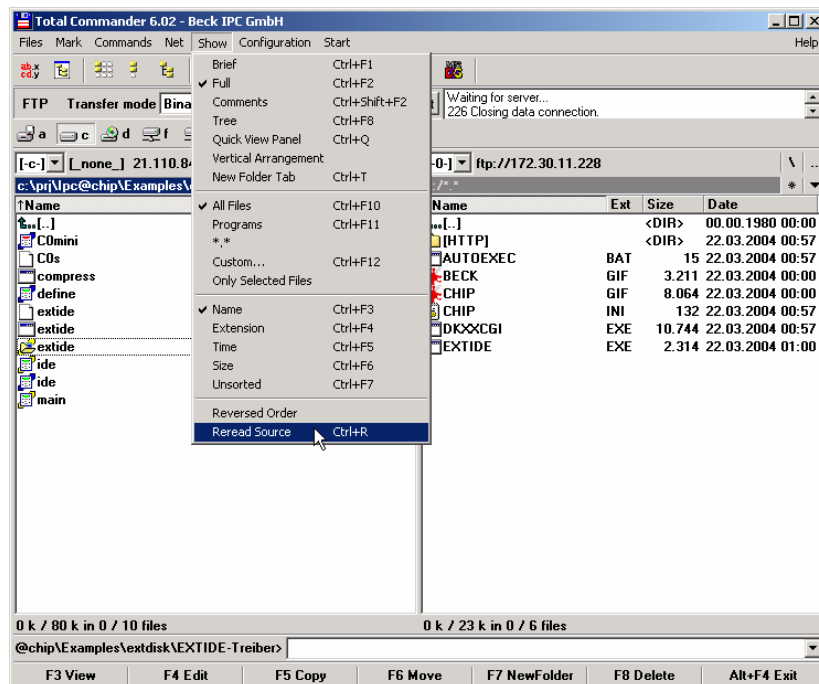 Total Commander 6.02 - Beck IPC GmbH
Files Mark Commands Net Show Configuration Start Help
FTP Transfer mode Bina
Waiting for server...
226 Closing data connection.
a c d f
[-c-] [_none_] 21.110.84
-0-] ftp://172.30.11.228 \ ..
c:\prj\Ipc@chip\Examples\
:/*.* * ▼
↑Name
Name Ext Size Date
[..]
[..] <DIR> 00.00.1980 00:00
C0mini
[HTTP] <DIR> 22.03.2004 00:57
C0s
AUTOEXEC BAT 15 22.03.2004 00:57
compress
BECK GIF 3.211 22.03.2004 00:00
define
CHIP GIF 8.064 22.03.2004 00:00
extide
CHIP INI 132 22.03.2004 00:57
extide
DKXXCGI EXE 10.744 22.03.2004 00:57
extide
EXTIDE EXE 2.314 22.03.2004 01:00
ide
ide
main
Brief Ctrl+F1
Full Ctrl+F2
Comments Ctrl+Shift+F2
Tree Ctrl+F8
Quick View Panel Ctrl+Q
Vertical Arrangement
New Folder Tab Ctrl+T
All Files Ctrl+F10
Programs Ctrl+F11
*.*
Custom... Ctrl+F12
Only Selected Files
Name Ctrl+F3
Extension Ctrl+F4
Time Ctrl+F5
Size Ctrl+F6
Unsorted Ctrl+F7
Reversed Order
Reread Source Ctrl+R
0 k / 80 k in 0 / 10 files
0 k / 23 k in 0 / 6 files
@chip\Examples\extdisk\EXTIDE-Treiber>
F3 View F4 Edit F5 Copy F6 Move F7 NewFolder F8 Delete Alt+F4 Exit